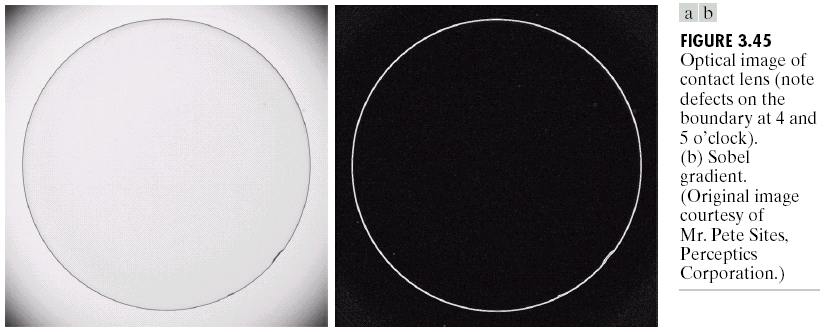 a b
FIGURE 3.45
Optical image of
contact lens (note
defects on the
boundary at 4 and
5 o’clock).
(b) Sobel
gradient.
(Original image
courtesy of
Mr. Pete Sites,
Perceptics
Corporation.)